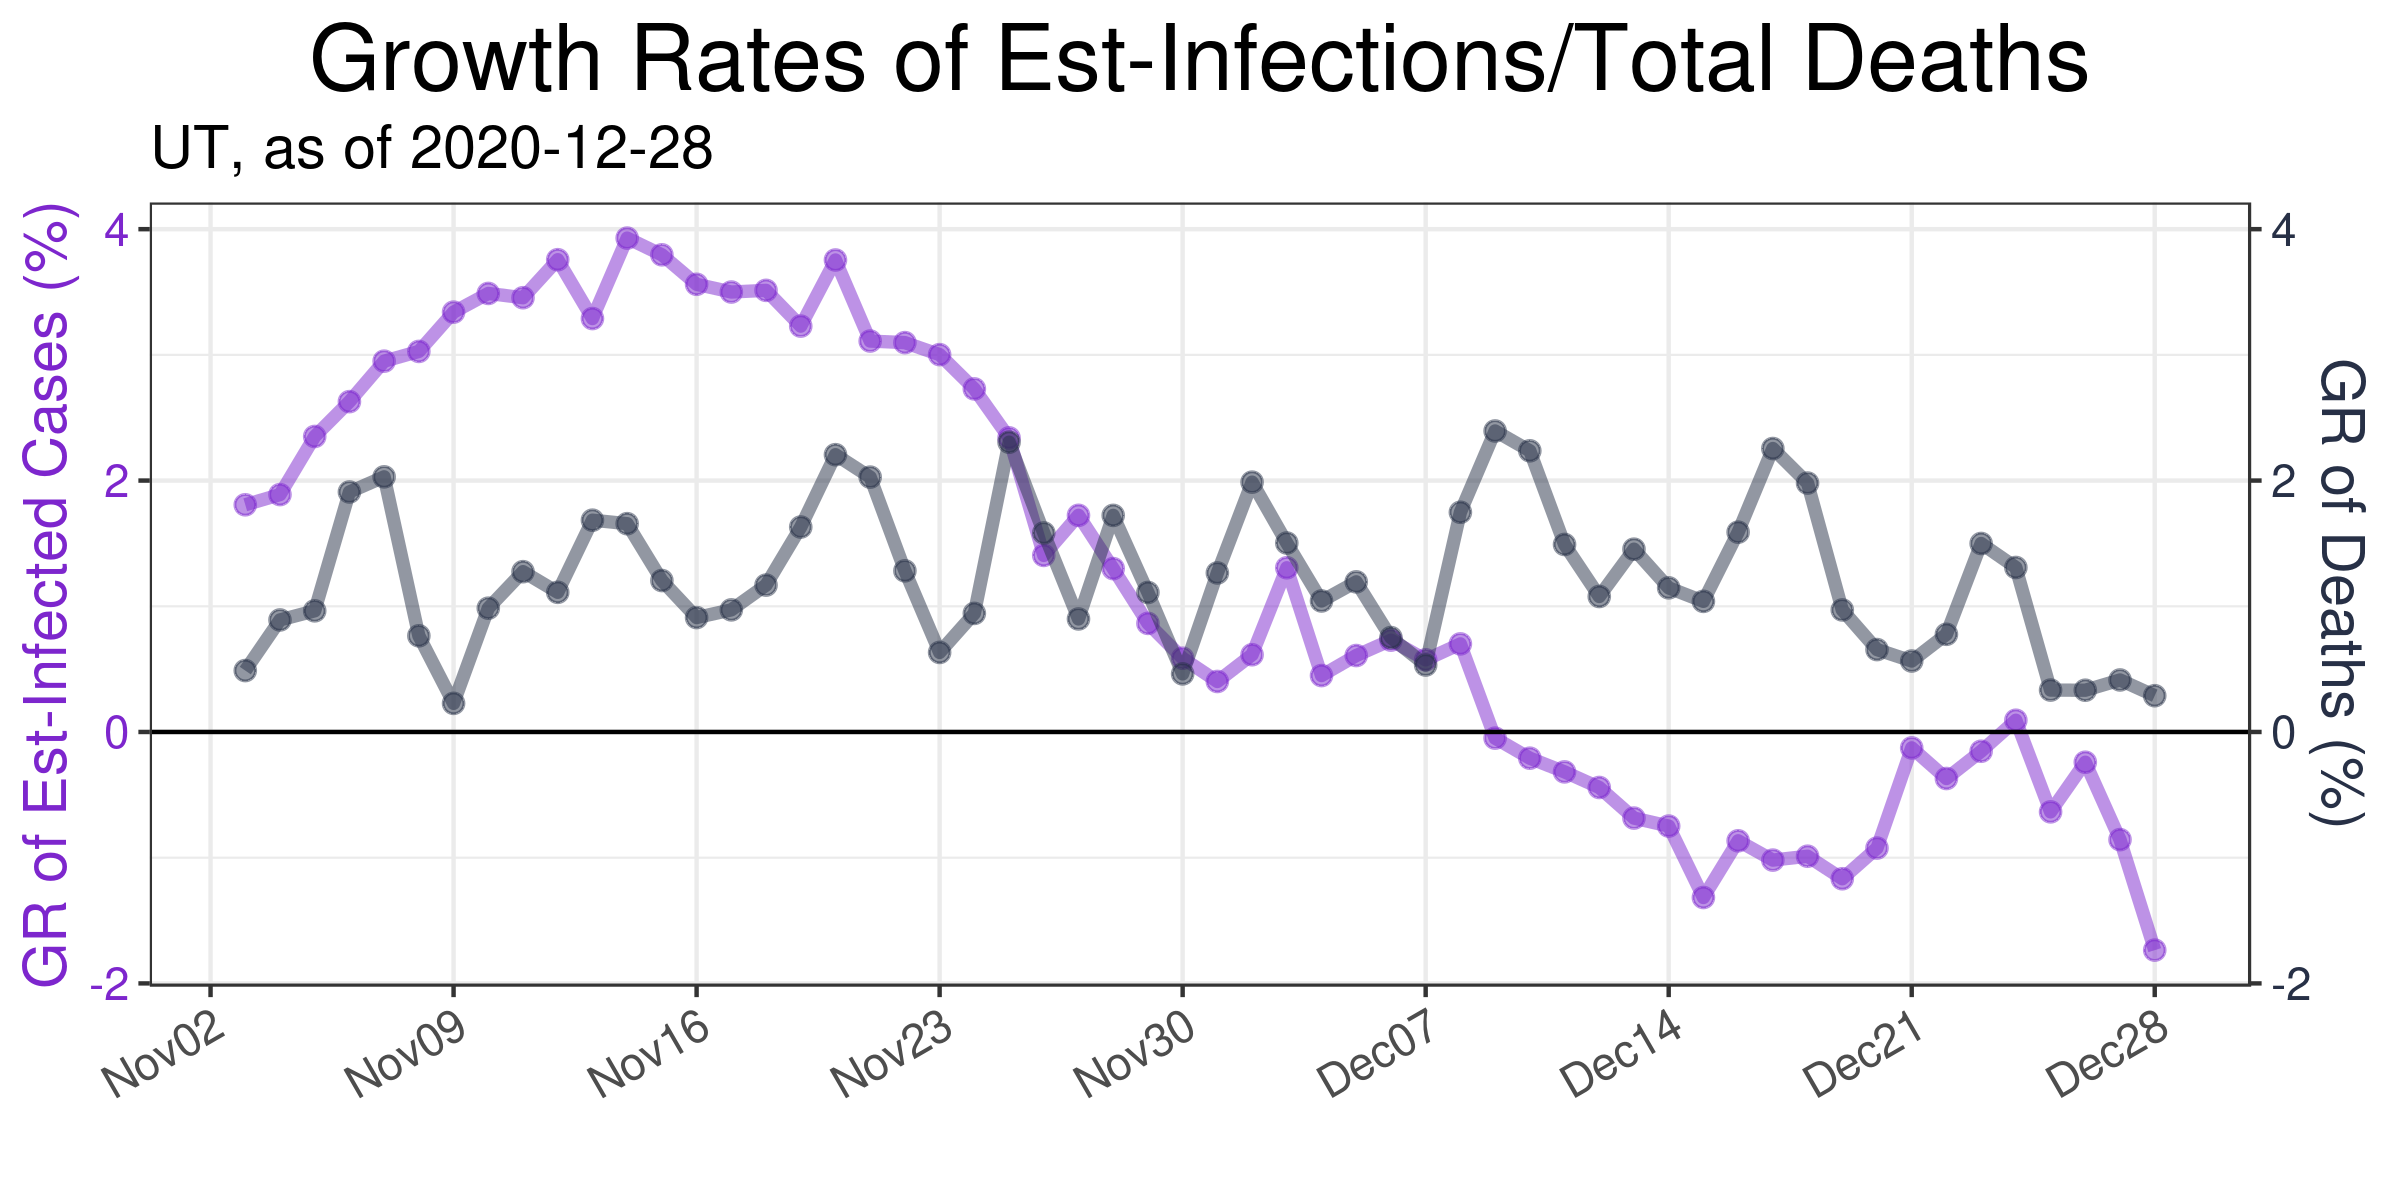 Growth Rates of Est-Infections/Total Deaths
UT, as of 2020-12-28
GR of Est-Infected Cases (%)
4
2
0
-2
4
2
0
-2
GR of Deaths (%)
Nov02
Nov09
Nov16
Nov23
Nov30
Dec07
Dec14
Dec21
Dec28